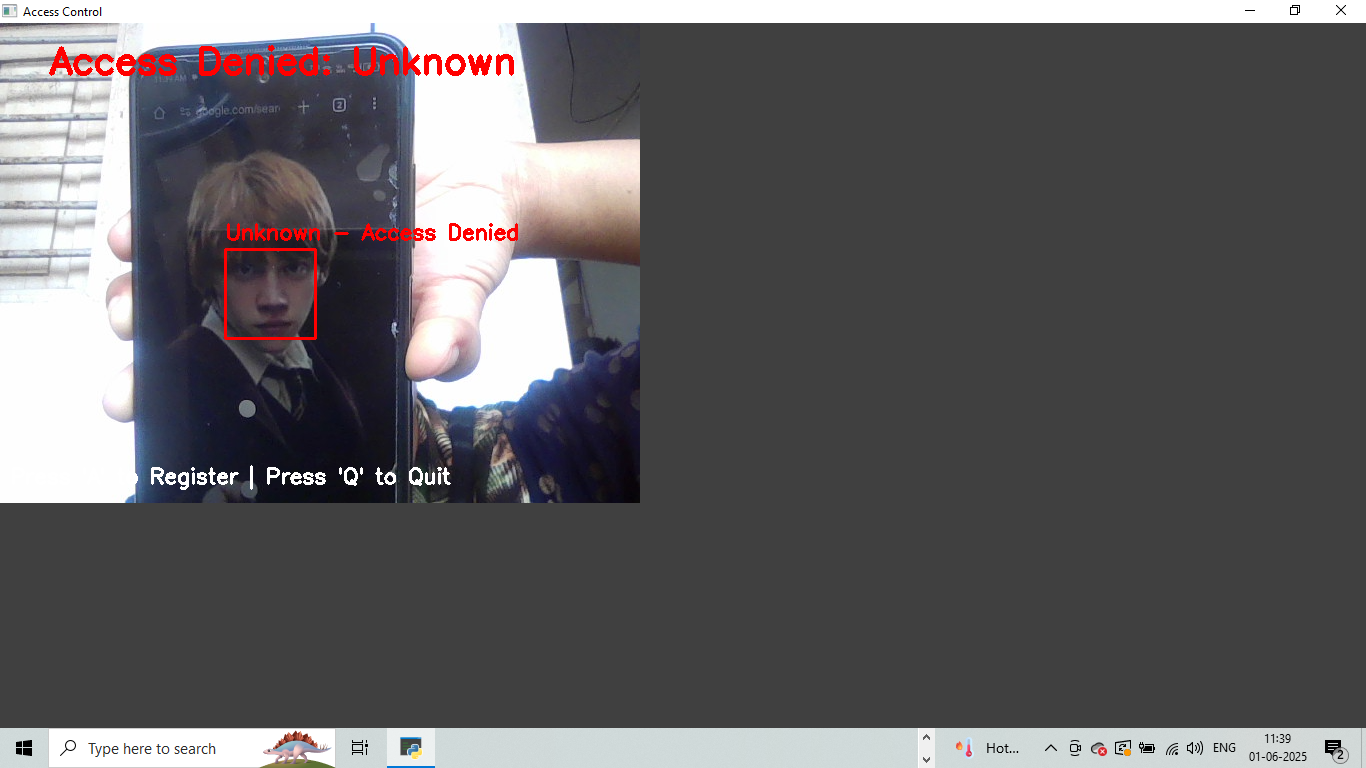 Access Control
Access Denied: Unknown
google.com/sear
2
Unknown - Access Denied
Register | Press 'Q' to Quit
Type here to search
Hot...
ENG
11:39
01-06-2025
2